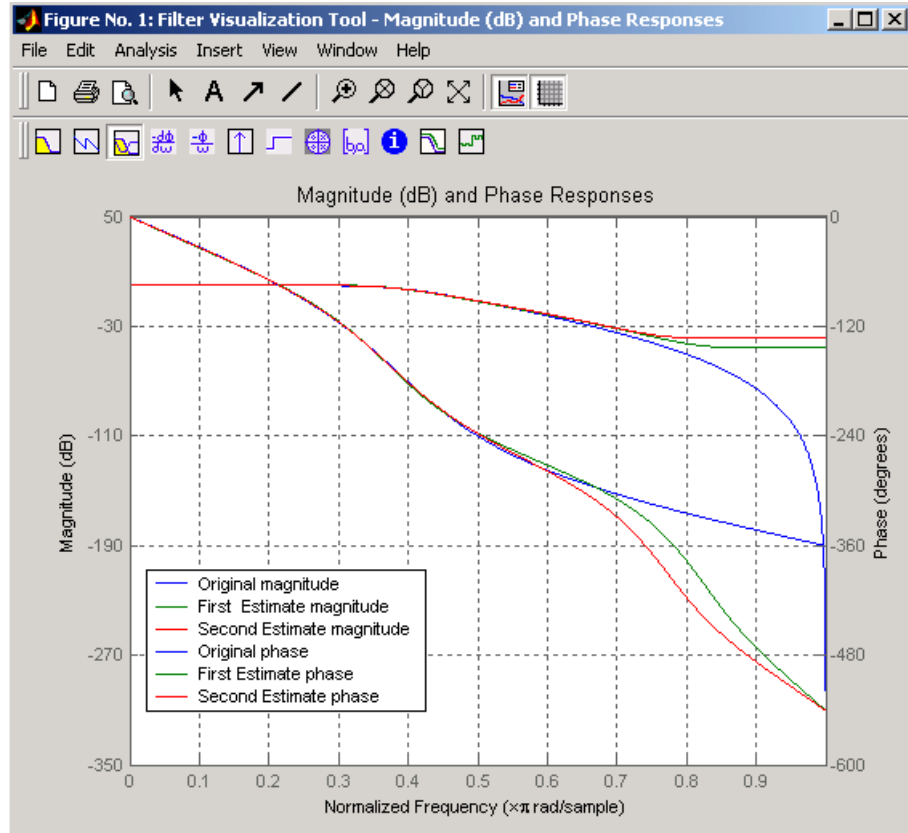 Figure No. 1: Filter Visualization Tool - Magnitude (dB) and Phase Responses
File Edit Analysis Insert View Window Help
A
[b,a] i
Magnitude (dB) and Phase Responses
50
-30
-110
-190
-270
-350
Magnitude (dB)
0
-120
-240
-360
-480
-600
Phase (degrees)
Original magnitude
First  Estimate magnitude
Second Estimate magnitude
Original phase
First Estimate phase
Second Estimate phase
0 0.1 0.2 0.3 0.4 0.5 0.6 0.7 0.8 0.9
Normalized Frequency (×π rad/sample)